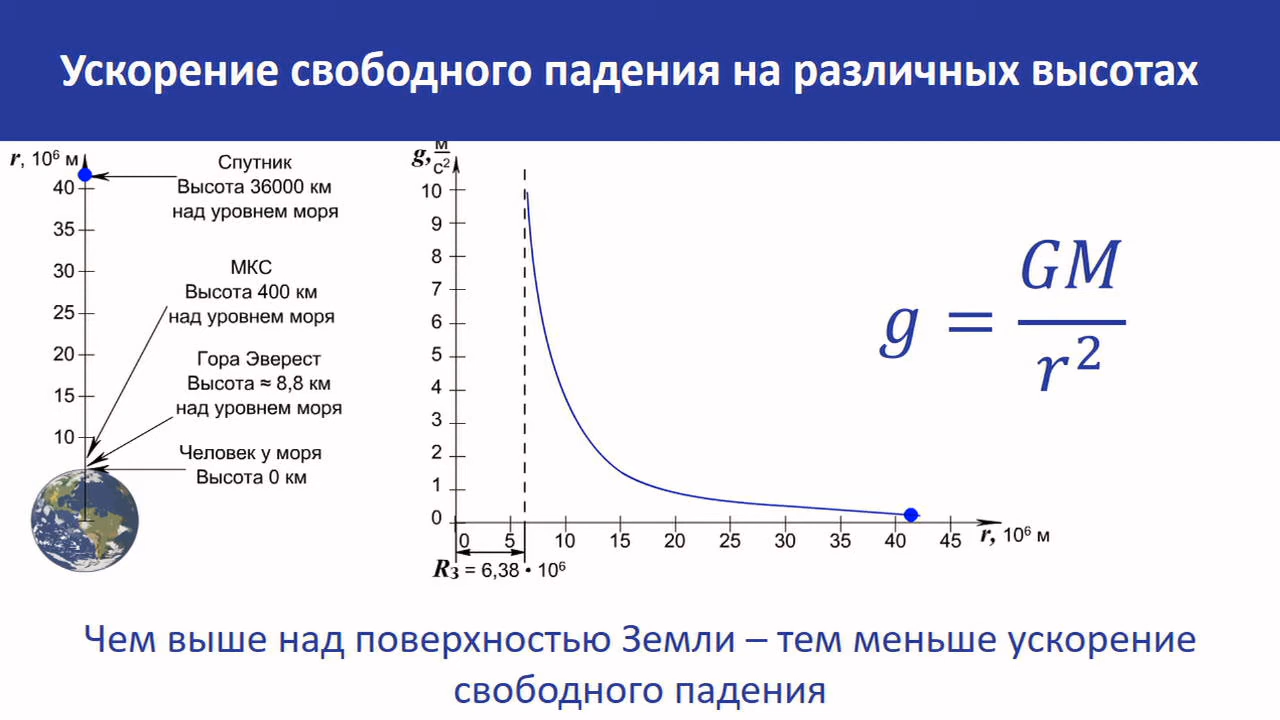 Ускорение свободного падения на различных высотах
r, 10⁶ м
40
35
30
25
20
15
10
Спутник
Высота 36000 км
над уровнем моря
МКС
Высота 400 км
над уровнем моря
Гора Эверест
Высота ≈ 8,8 км
над уровнем моря
Человек у моря
Высота 0 км
g, м/с²
10
9
8
7
6
5
4
3
2
1
0
0 5 10 15 20 25 30 35 40 45 r, 10⁶ м
R₃ = 6,38 • 10⁶
g = GM/r²
Чем выше над поверхностью Земли – тем меньше ускорение
свободного падения